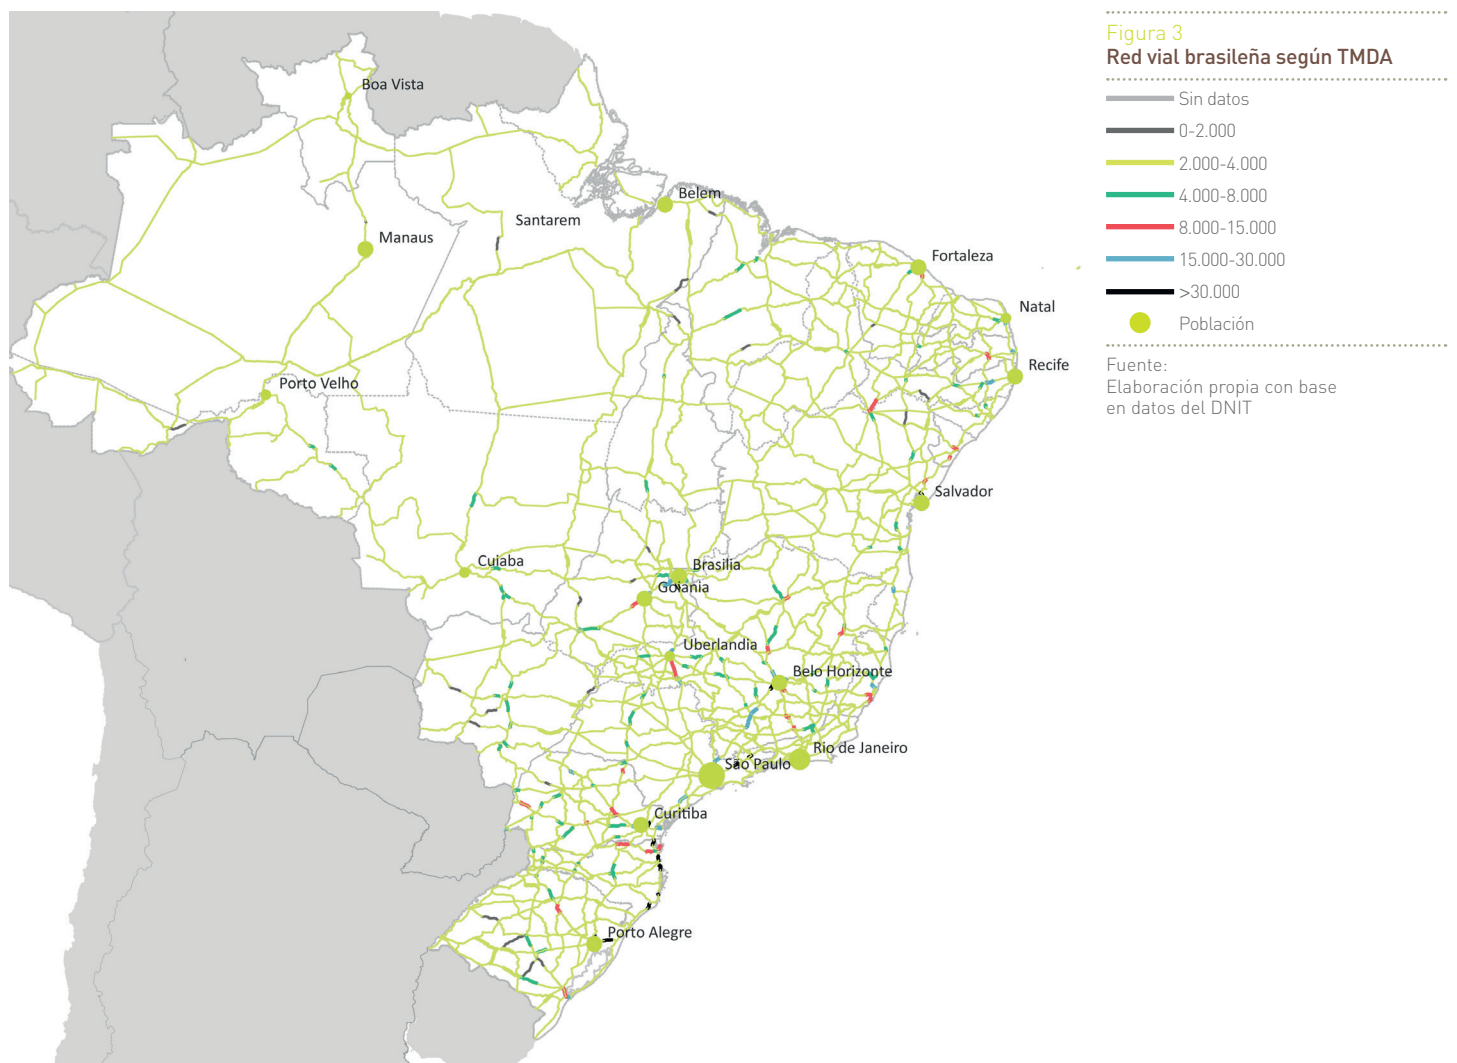 Figura 3
Red vial brasileña según TMDA
Sin datos
0-2.000
2.000-4.000
4.000-8.000
8.000-15.000
15.000-30.000
>30.000
Población
Fuente:
Elaboración propia con base
en datos del DNIT
Boa Vista
Belem
Santarem
Manaus
Fortaleza
Natal
Recife
Porto Velho
Salvador
Cuiaba
Brasilia
Goiania
Uberlandia
Belo Horizonte
Rio de Janeiro
São Paulo
Curitiba
Porto Alegre